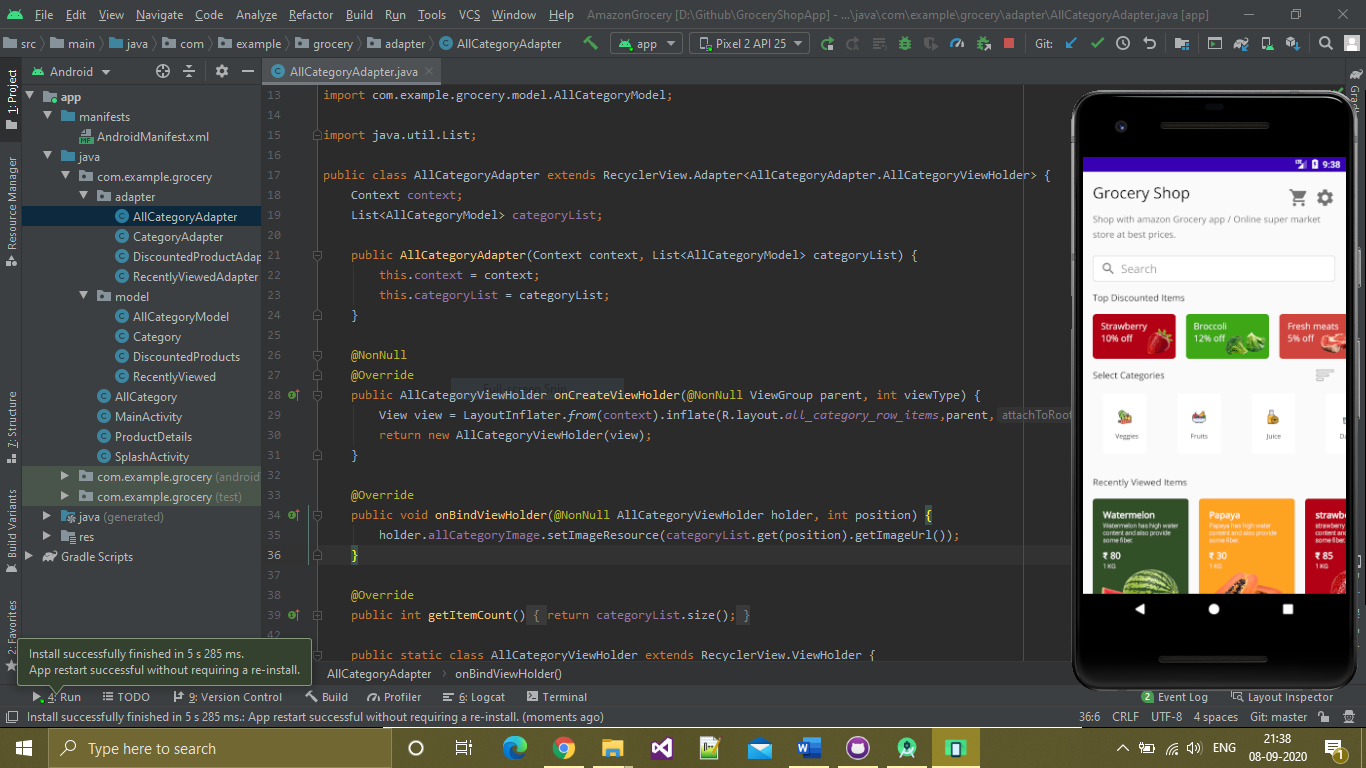 File Edit View Navigate Code Analyze Refactor Build Run Tools VCS Window Help AmazonGrocery [D:\Github\GroceryShopApp] - ...\java\com\example\grocery\adapter\AllCategoryAdapter.java [app]
src main java com example grocery adapter AllCategoryAdapter app Pixel 2 API 25 Git:
Android AllCategoryAdapter.java
1: Project
Resource Manager
7: Structure
Build Variants
2: Favorites
app
manifests
AndroidManifest.xml
java
com.example.grocery
adapter
AllCategoryAdapter
CategoryAdapter
DiscountedProductAdap
RecentlyViewedAdapter
model
AllCategoryModel
Category
DiscountedProducts
RecentlyViewed
AllCategory
MainActivity
ProductDetails
SplashActivity
com.example.grocery (android
com.example.grocery (test)
java (generated)
res
Gradle Scripts
13 import com.example.grocery.model.AllCategoryModel;
14
15 import java.util.List;
16
17 public class AllCategoryAdapter extends RecyclerView.Adapter<AllCategoryAdapter.AllCategoryViewHolder> {
18 Context context;
19 List<AllCategoryModel> categoryList;
20
21 public AllCategoryAdapter(Context context, List<AllCategoryModel> categoryList) {
22 this.context = context;
23 this.categoryList = categoryList;
24 }
25
26 @NonNull
27 @Override
28 public AllCategoryViewHolder onCreateViewHolder(@NonNull ViewGroup parent, int viewType) {
29 View view = LayoutInflater.from(context).inflate(R.layout.all_category_row_items,parent, attachToRoot
30 return new AllCategoryViewHolder(view);
31 }
32
33 @Override
34 public void onBindViewHolder(@NonNull AllCategoryViewHolder holder, int position) {
35 holder.allCategoryImage.setImageResource(categoryList.get(position).getImageUrl());
36 }
37
38 @Override
39 public int getItemCount() { return categoryList.size(); }
42
public static class AllCategoryViewHolder extends RecyclerView.ViewHolder {
AllCategoryAdapter › onBindViewHolder()
9:38
Grocery Shop
Shop with amazon Grocery app / Online super market
store at best prices.
Search
Top Discounted Items
Strawberry
10% off
Broccoli
12% off
Fresh meats
5% off
Select Categories
Veggies Fruits Juice
Recently Viewed Items
Watermelon
Watermelon has high water
content and also provide
some fiber.
₹ 80
1 KG
Papaya
Papaya has high water
content and also provide
some fiber.
₹ 30
1 KG
strawberr
₹ 85
1 KG
Install successfully finished in 5 s 285 ms.
App restart successful without requiring a re-install.
4: Run TODO 9: Version Control Build Profiler 6: Logcat Terminal 2 Event Log Layout Inspector
Install successfully finished in 5 s 285 ms.: App restart successful without requiring a re-install. (moments ago) 36:6 CRLF UTF-8 4 spaces Git: master
Type here to search ENG 21:38
08-09-2020 1